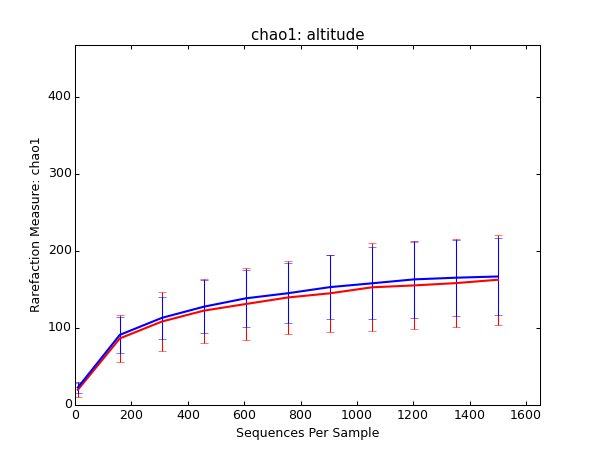 chao1: altitude
Rarefaction Measure: chao1
400
300
200
100
0
0 200 400 600 800 1000 1200 1400 1600
Sequences Per Sample